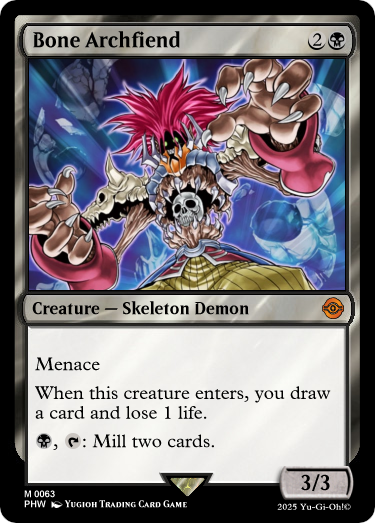 Bone Archfiend 2
Creature — Skeleton Demon
Menace
When this creature enters, you draw
a card and lose 1 life.
, : Mill two cards.
3/3
M 0063
PHW Yugioh Trading Card Game
2025 Yu-Gi-Oh!©